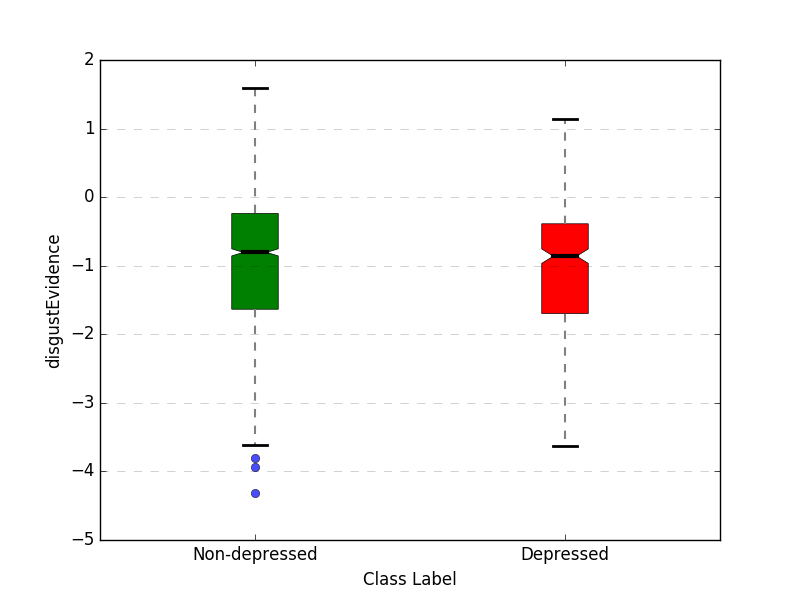 2
1
0
−1
−2
−3
−4
−5
disgustEvidence
Non-depressed
Depressed
Class Label